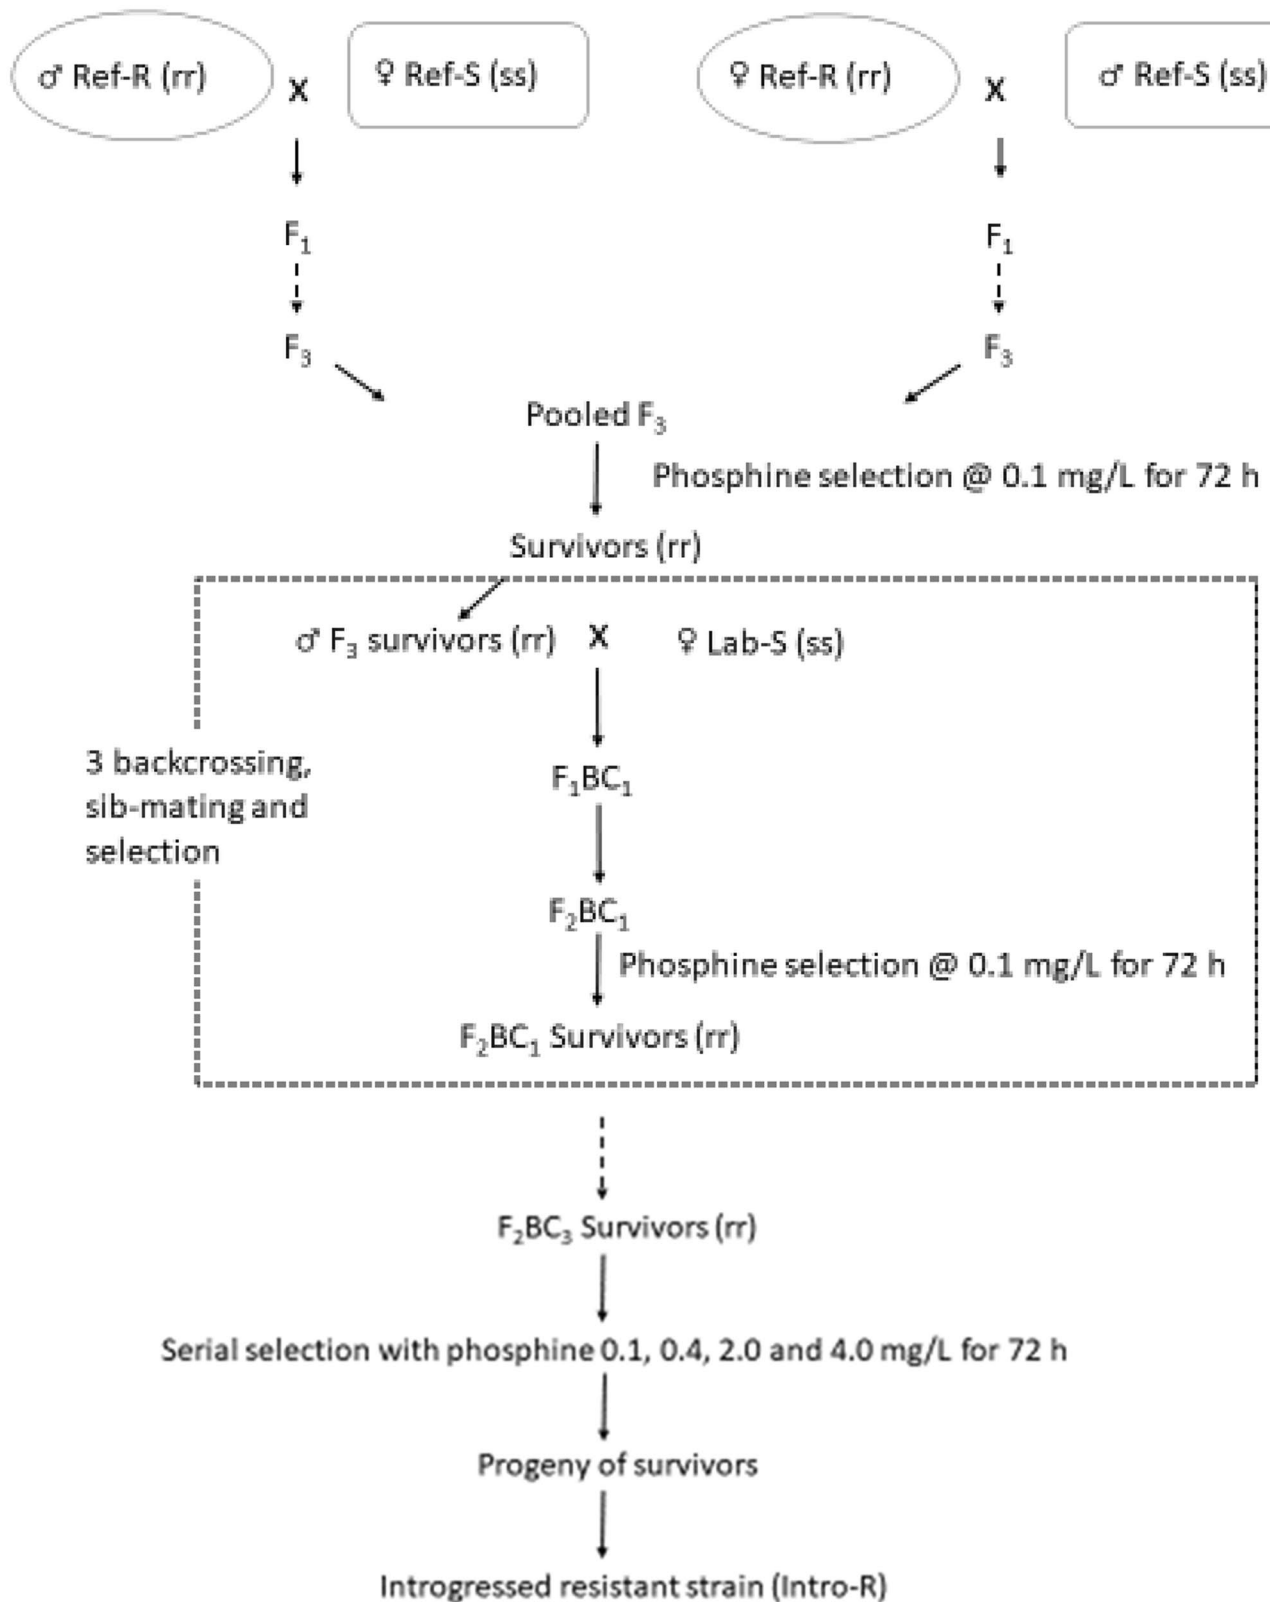 ♂ Ref-R (rr) X ♀ Ref-S (ss) ♀ Ref-R (rr) X ♂ Ref-S (ss)
F₁ F₁
F₃ F₃
Pooled F₃
Phosphine selection @ 0.1 mg/L for 72 h
Survivors (rr)
♂ F₃ survivors (rr) X ♀ Lab-S (ss)
3 backcrossing,
sib-mating and
selection
F₁BC₁
F₂BC₁
Phosphine selection @ 0.1 mg/L for 72 h
F₂BC₁ Survivors (rr)
F₂BC₃ Survivors (rr)
Serial selection with phosphine 0.1, 0.4, 2.0 and 4.0 mg/L for 72 h
Progeny of survivors
Introgressed resistant strain (Intro-R)